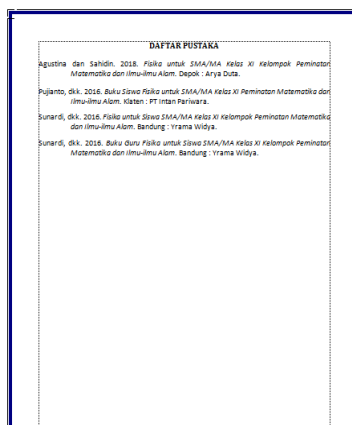 DAFTAR PUSTAKA
Agustina dan Sahidin. 2018. Fisika untuk SMA/MA Kelas XI Kelompok Peminatan
Matematika dan Ilmu-ilmu Alam. Depok : Arya Duta.
Pujianto, dkk. 2016. Buku Siswa Fisika untuk SMA/MA Kelas XI Peminatan Matematika dan
Ilmu-ilmu Alam. Klaten : PT Intan Pariwara.
Sunardi, dkk. 2016. Fisika untuk Siswa SMA/MA Kelas XI Kelompok Peminatan Matematika
dan Ilmu-ilmu Alam. Bandung : Yrama Widya.
Sunardi, dkk. 2016. Buku Guru Fisika untuk Siswa SMA/MA Kelas XI Kelompok Peminatan
Matematika dan Ilmu-ilmu Alam. Bandung : Yrama Widya.